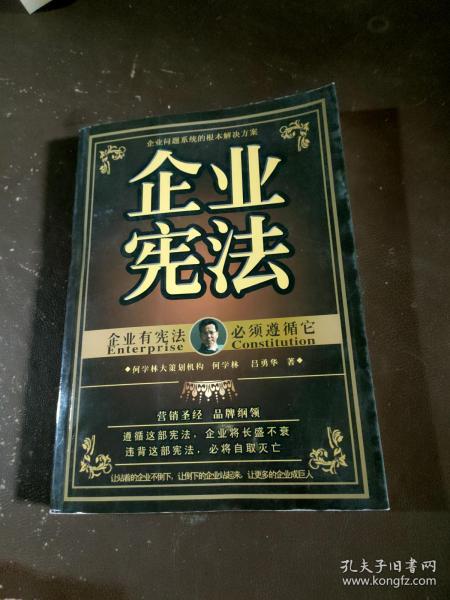 企业问题系统的根本解决方案
企业
宪法
企业有宪法 必须遵循它
Enterprise Constitution
何学林大策划机构 何学林 吕勇华 著
营销圣经 品牌纲领
遵循这部宪法，企业将长盛不衰
违背这部宪法，必将自取灭亡
让站着的企业不倒下，让倒下的企业站起来，让更多的企业成巨人
孔夫子旧书网
www.kongfz.com